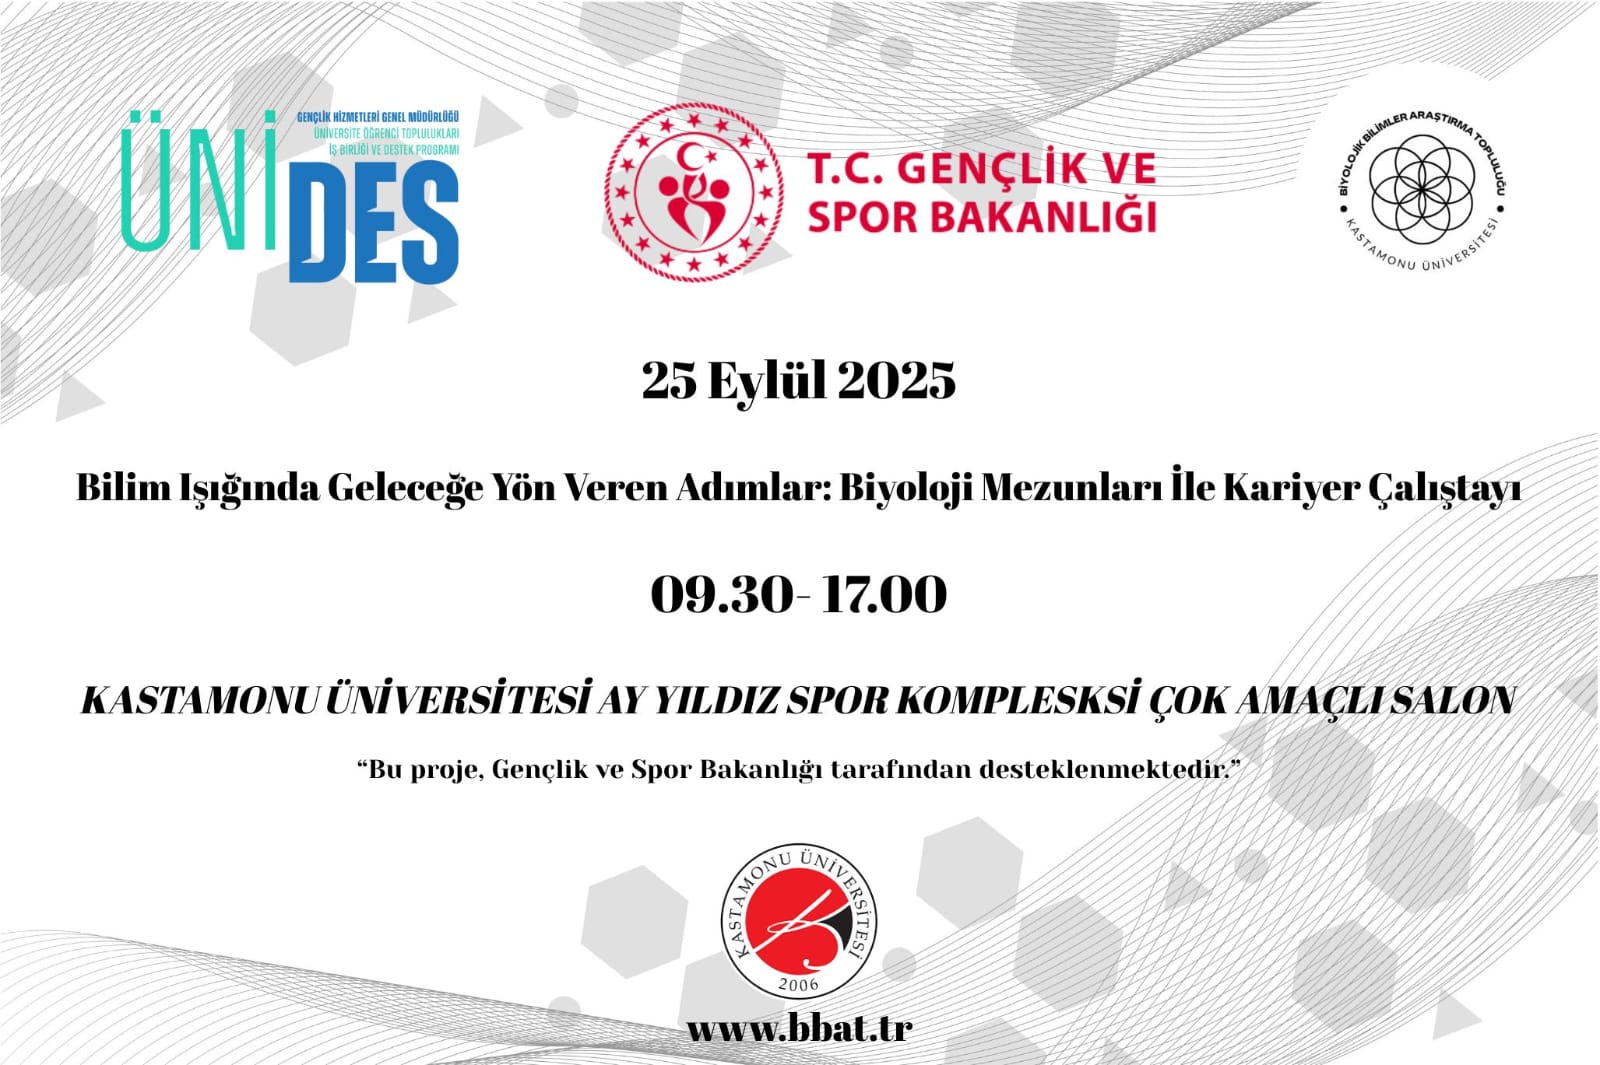 ÜNİDES
GENÇLİK HİZMETLERİ GENEL MÜDÜRLÜĞÜ
ÜNİVERSİTE ÖĞRENCİ TOPLULUKLARI
İŞ BİRLİĞİ VE DESTEK PROGRAMI
T.C. GENÇLİK VE
SPOR BAKANLIĞI
BİYOLOJİK BİLİMLER ARAŞTIRMA TOPLULUĞU
• KASTAMONU ÜNİVERSİTESİ •
25 Eylül 2025
Bilim Işığında Geleceğe Yön Veren Adımlar: Biyoloji Mezunları İle Kariyer Çalıştayı
09.30- 17.00
KASTAMONU ÜNİVERSİTESİ AY YILDIZ SPOR KOMPLESKSİ ÇOK AMAÇLI SALON
“Bu proje, Gençlik ve Spor Bakanlığı tarafından desteklenmektedir.”
KASTAMONU ÜNİVERSİTESİ
2006
www.bbat.tr